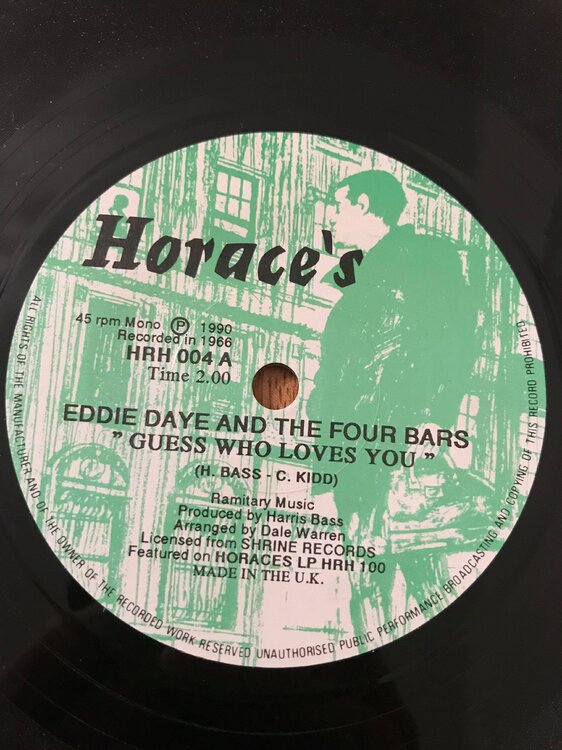 Horace's
45 rpm Mono Ⓟ 1990
Recorded in 1966
HRH 004 A
Time 2.00
EDDIE DAYE AND THE FOUR BARS
" GUESS WHO LOVES YOU "
(H. BASS - C. KIDD)
Ramitary Music
Produced by Harris Bass
Arranged by Dale Warren
Licensed from SHRINE RECORDS
Featured on HORACES LP HRH 100
MADE IN THE U.K.
ALL RIGHTS OF THE MANUFACTURER AND OF THE OWNER OF THE RECORDED WORK RESERVED UNAUTHORISED PUBLIC PERFORMANCE BROADCASTING AND COPYING OF THIS RECORD PROHIBITED